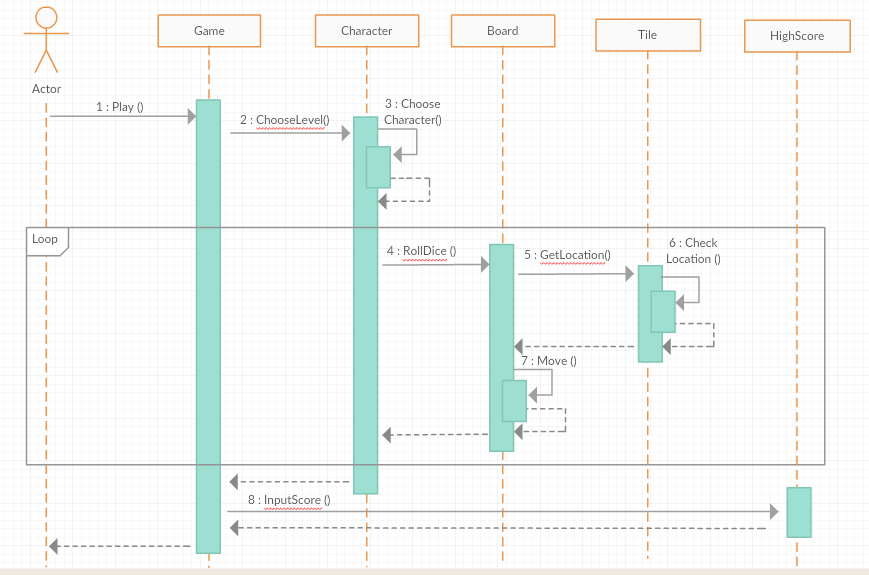 Game
Character
Board
Tile
HighScore
Actor
1 : Play ()
2 : ChooseLevel()
3 : Choose
Character()
Loop
4 : RollDice ()
5 : GetLocation()
6 : Check
Location ()
7 : Move ()
8 : InputScore ()